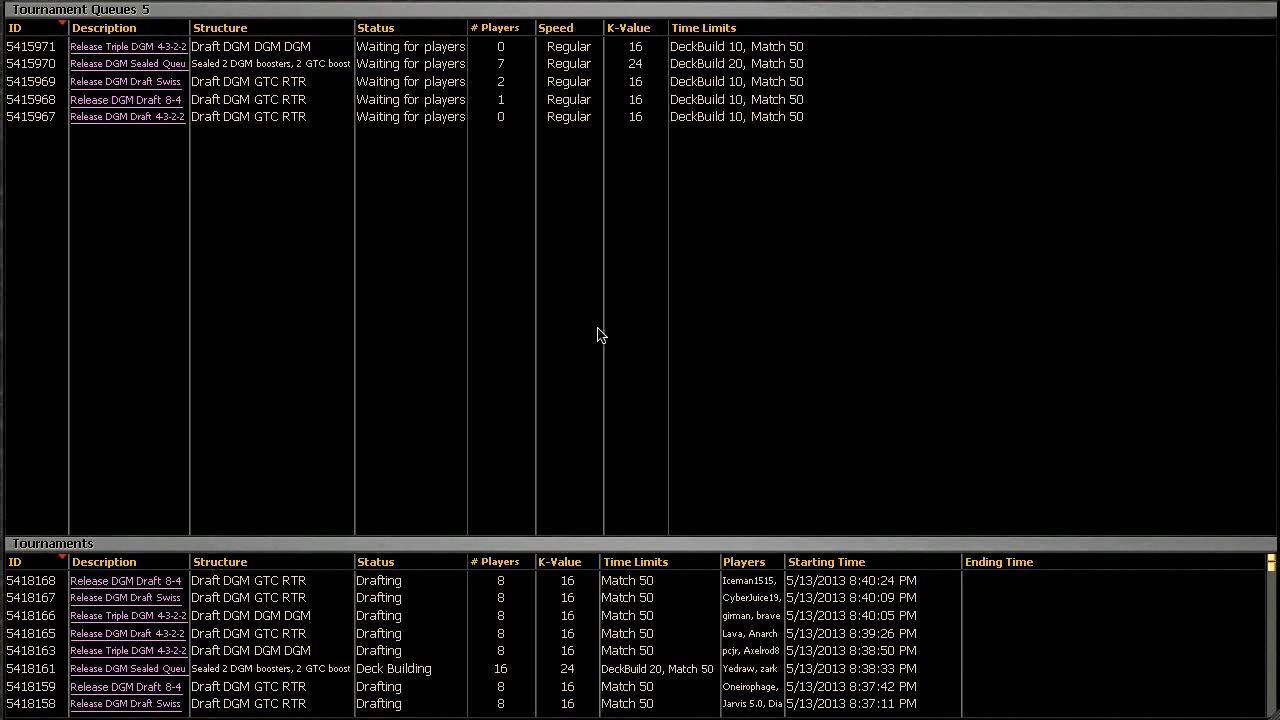 Tournament Queues 5
ID Description Structure Status # Players Speed K-Value Time Limits
5415971 Release Triple DGM 4-3-2-2 Draft DGM DGM DGM Waiting for players 0 Regular 16 DeckBuild 10, Match 50
5415970 Release DGM Sealed Queu Sealed 2 DGM boosters, 2 GTC boost Waiting for players 7 Regular 24 DeckBuild 20, Match 50
5415969 Release DGM Draft Swiss Draft DGM GTC RTR Waiting for players 2 Regular 16 DeckBuild 10, Match 50
5415968 Release DGM Draft 8-4 Draft DGM GTC RTR Waiting for players 1 Regular 16 DeckBuild 10, Match 50
5415967 Release DGM Draft 4-3-2-2 Draft DGM GTC RTR Waiting for players 0 Regular 16 DeckBuild 10, Match 50
Tournaments
ID Description Structure Status # Players K-Value Time Limits Players Starting Time Ending Time
5418168 Release DGM Draft 8-4 Draft DGM GTC RTR Drafting 8 16 Match 50 Iceman1515, 5/13/2013 8:40:24 PM
5418167 Release DGM Draft Swiss Draft DGM GTC RTR Drafting 8 16 Match 50 CyberJuice19, 5/13/2013 8:40:09 PM
5418166 Release Triple DGM 4-3-2-2 Draft DGM DGM DGM Drafting 8 16 Match 50 girman, brave 5/13/2013 8:40:05 PM
5418165 Release DGM Draft 4-3-2-2 Draft DGM GTC RTR Drafting 8 16 Match 50 Lava, Anarch 5/13/2013 8:39:26 PM
5418163 Release Triple DGM 4-3-2-2 Draft DGM DGM DGM Drafting 8 16 Match 50 pcjr, Axelrod8 5/13/2013 8:38:50 PM
5418161 Release DGM Sealed Queu Sealed 2 DGM boosters, 2 GTC boost Deck Building 16 24 DeckBuild 20, Match 50 Yedraw, zark 5/13/2013 8:38:33 PM
5418159 Release DGM Draft 8-4 Draft DGM GTC RTR Drafting 8 16 Match 50 Oneirophage, 5/13/2013 8:37:42 PM
5418158 Release DGM Draft Swiss Draft DGM GTC RTR Drafting 8 16 Match 50 Jarvis 5.0, Dia 5/13/2013 8:37:11 PM